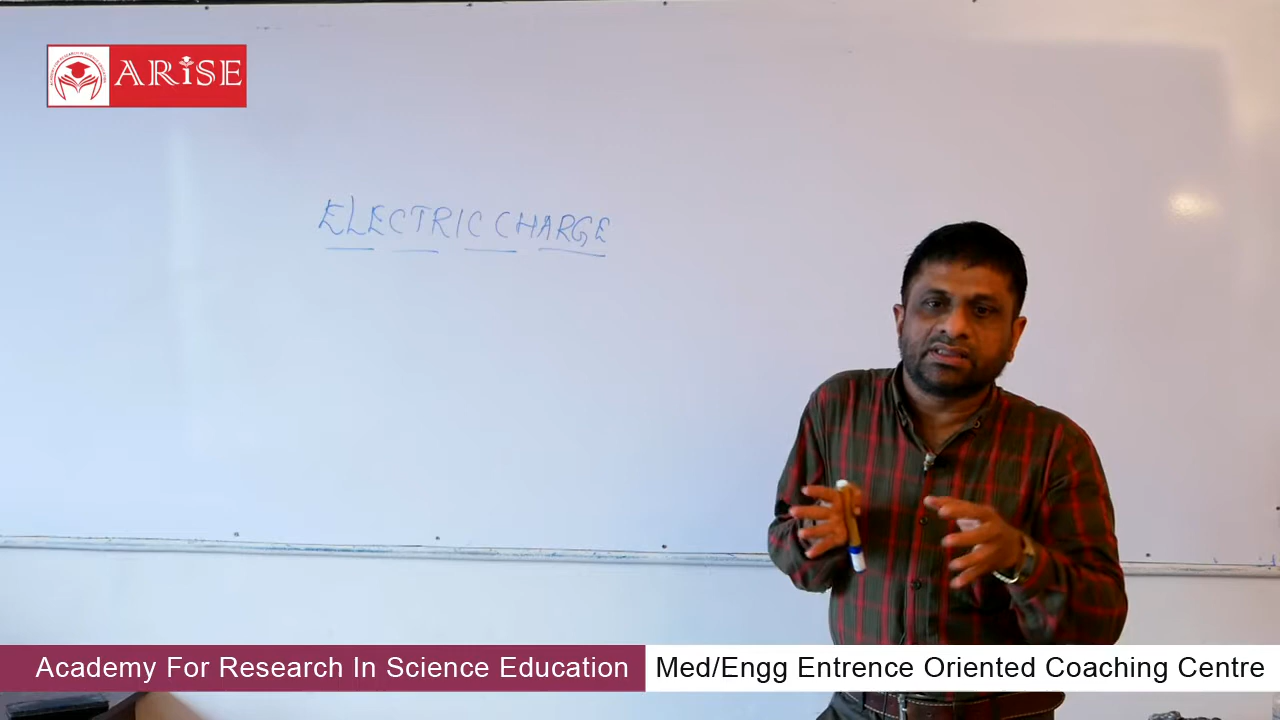 ARiSE
ELECTRIC CHARGE
Academy For Research In Science Education
Med/Engg Entrence Oriented Coaching Centre